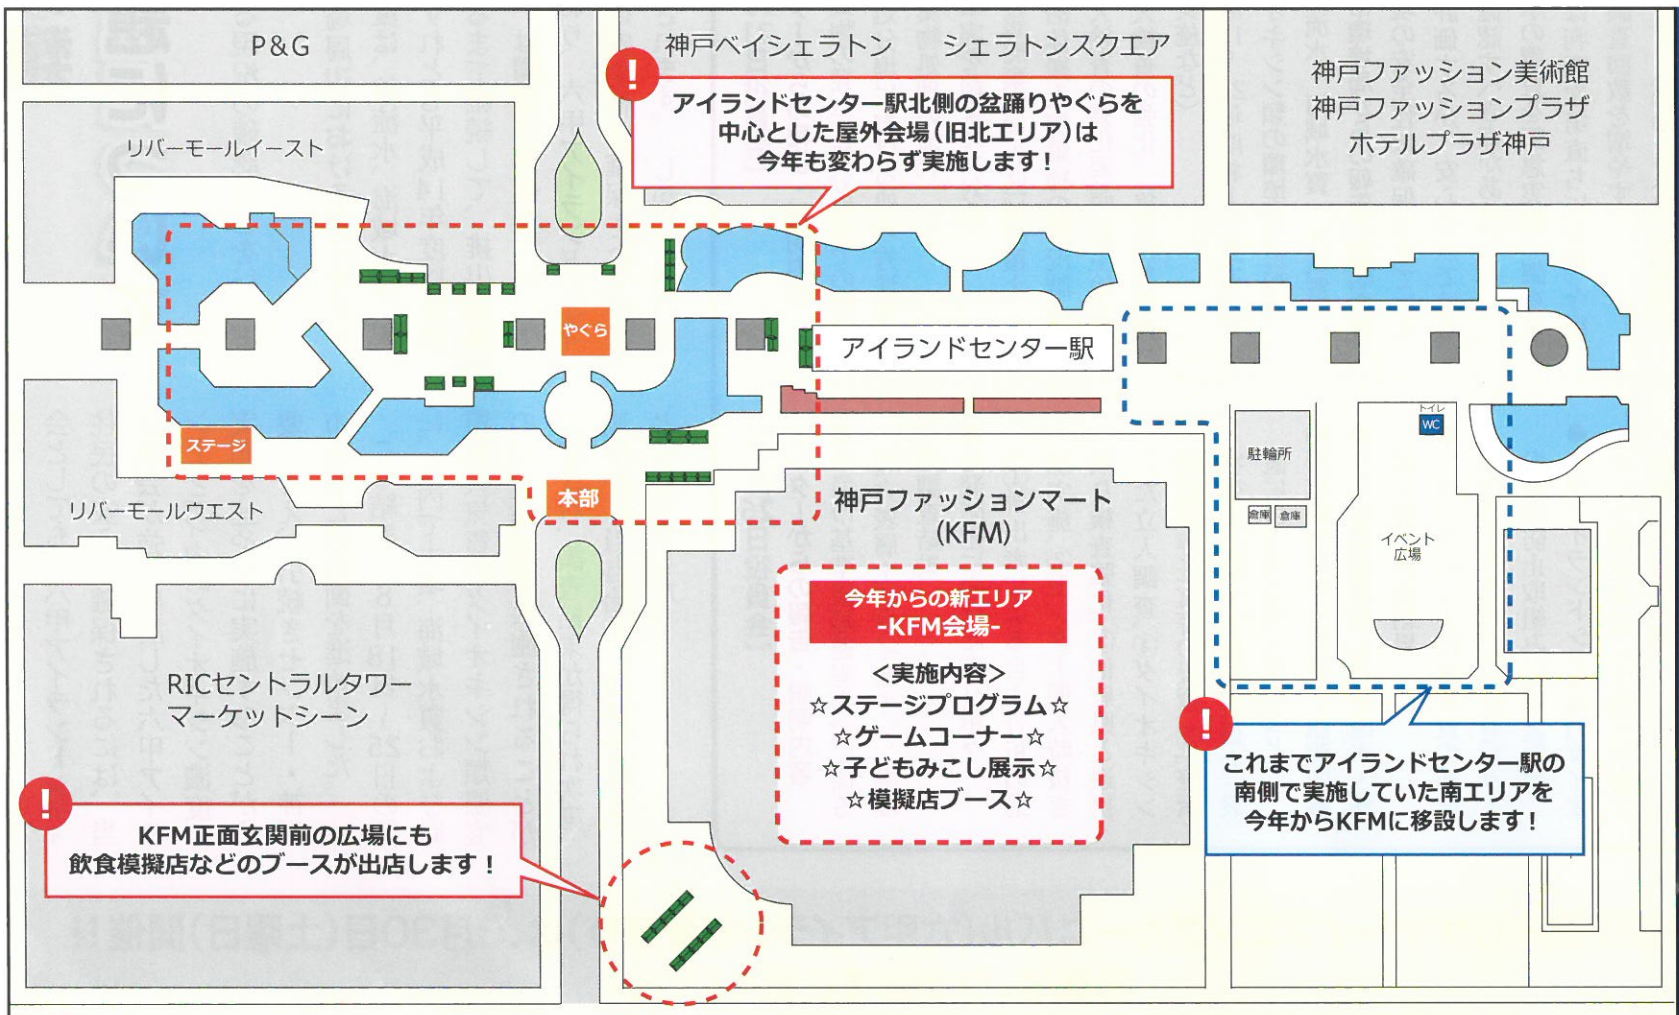 P&G
神戸ベイシェラトン　シェラトンスクエア
!
アイランドセンター駅北側の盆踊りやぐらを
中心とした屋外会場(旧北エリア)は
今年も変わらず実施します！
神戸ファッション美術館
神戸ファッションプラザ
ホテルプラザ神戸
リバーモールイースト
やぐら
アイランドセンター駅
ステージ
本部
リバーモールウエスト
トイレ
WC
駐輪所
倉庫
倉庫
イベント
広場
神戸ファッションマート
(KFM)
今年からの新エリア
-KFM会場-
＜実施内容＞
☆ステージプログラム☆
☆ゲームコーナー☆
☆子どもみこし展示☆
☆模擬店ブース☆
RICセントラルタワー
マーケットシーン
!
これまでアイランドセンター駅の
南側で実施していた南エリアを
今年からKFMに移設します！
!
KFM正面玄関前の広場にも
飲食模擬店などのブースが出店します！